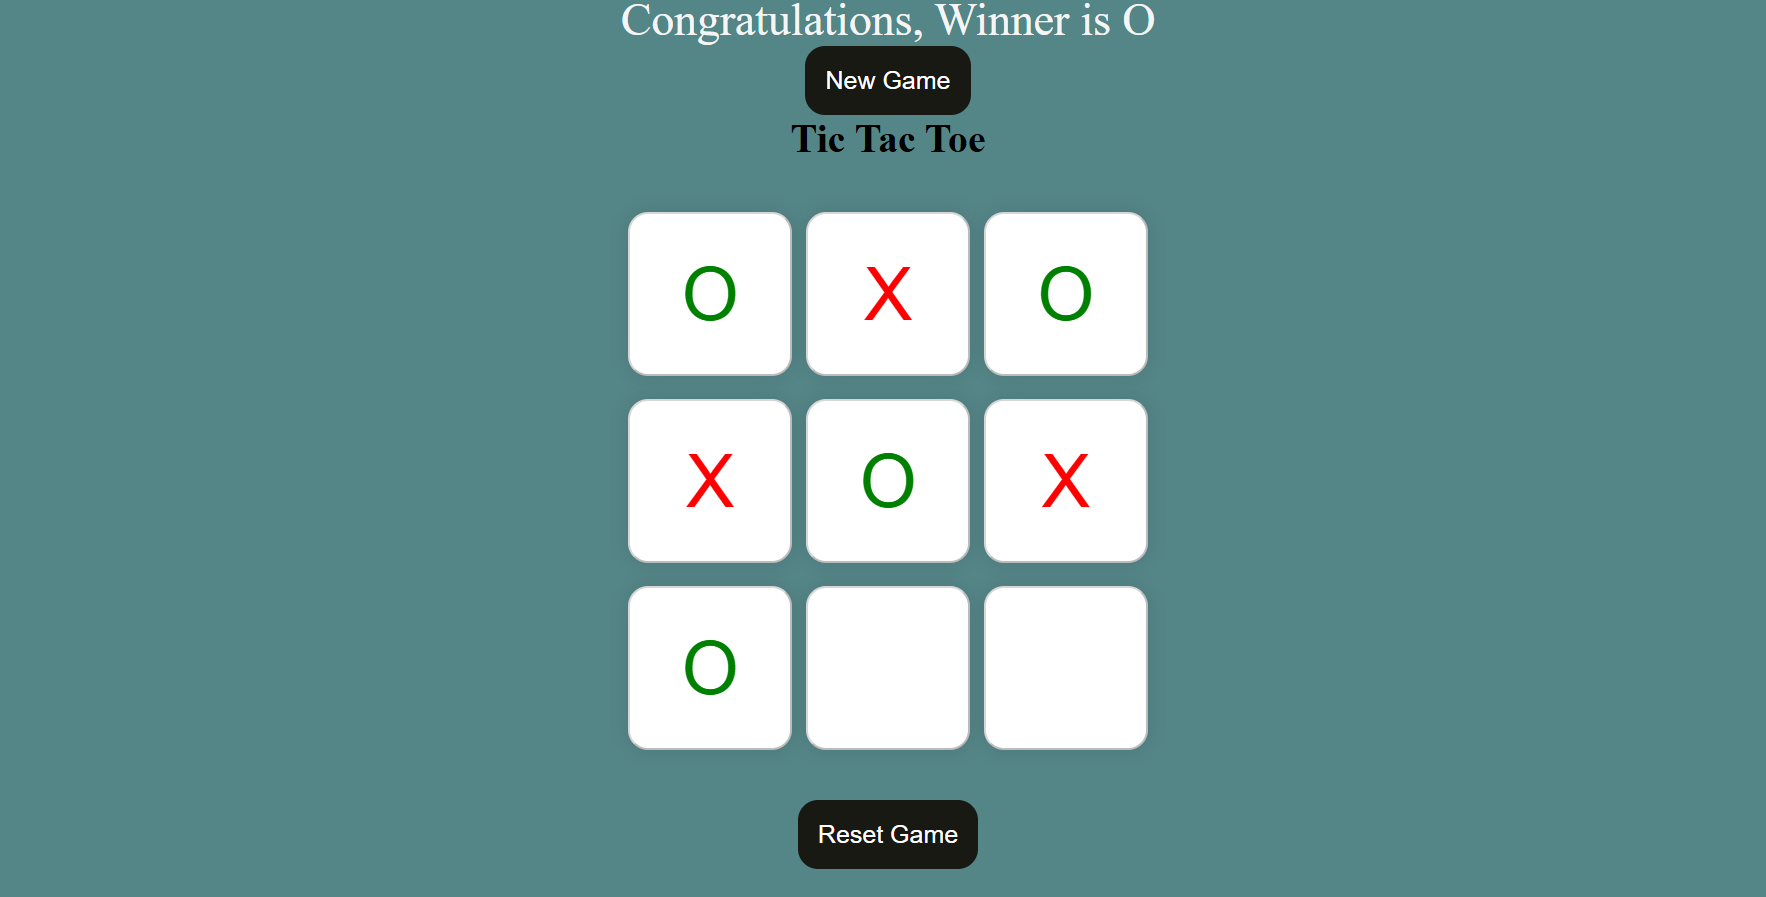 Congratulations, Winner is O
New Game
Tic Tac Toe
O X O
X O X
O
Reset Game